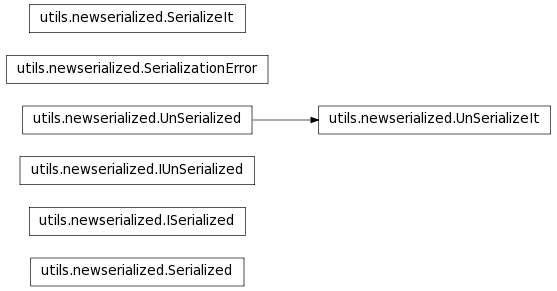 utils.newserialized.SerializeIt
utils.newserialized.SerializationError
utils.newserialized.UnSerialized
utils.newserialized.UnSerializeIt
utils.newserialized.IUnSerialized
utils.newserialized.ISerialized
utils.newserialized.Serialized